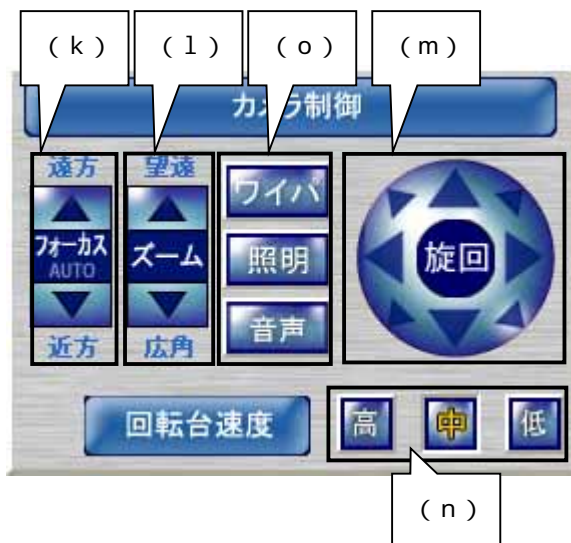 （ｋ）
（ｌ）
（ｏ）
（ｍ）
カメラ制御
遠方
望遠
フォーカス
AUTO
ズーム
近方
広角
ワイパ
照明
音声
旋回
回転台速度
高
中
低
（ｎ）